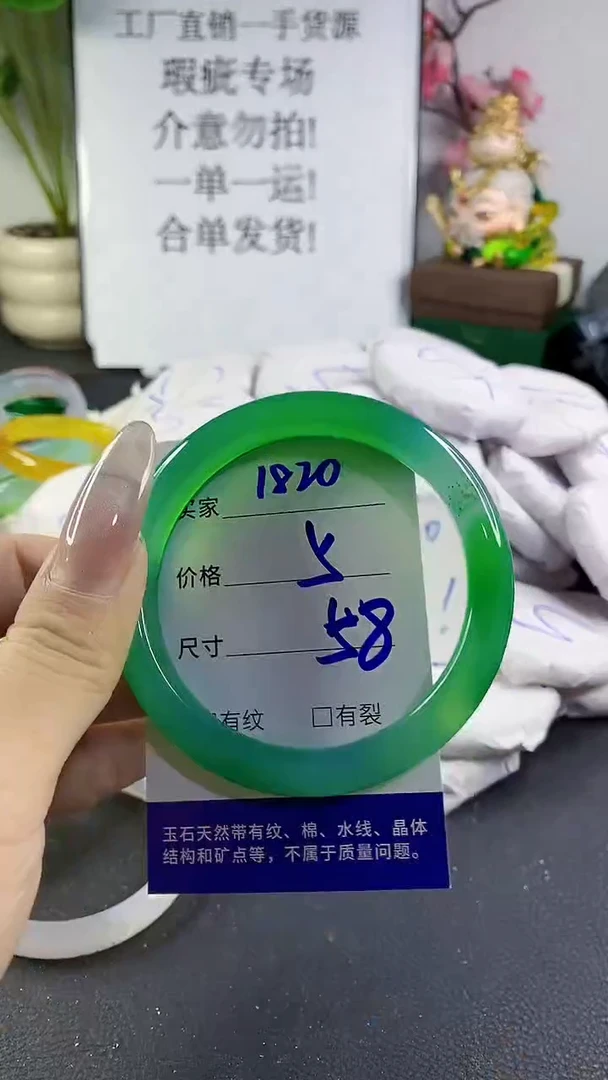 工厂直销一手货源
瑕疵专场
介意勿拍!
一单一运!
合单发货!
买家 1820
价格 5
尺寸 58
有纹 □有裂
玉石天然带有纹、棉、水线、晶体
结构和矿点等，不属于质量问题。